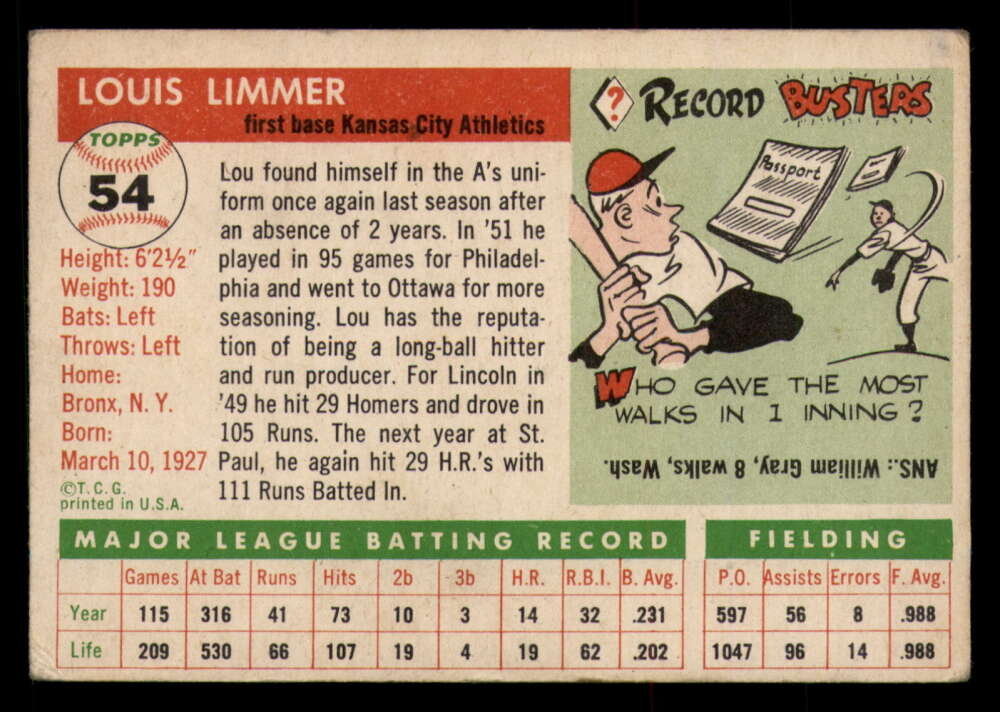 LOUIS LIMMER
first base Kansas City Athletics
TOPPS
54
Height: 6'2½"
Weight: 190
Bats: Left
Throws: Left
Home:
Bronx, N. Y.
Born:
March 10, 1927
©T. C. G.
printed in U.S.A.
Lou found himself in the A's uni-
form once again last season after
an absence of 2 years. In '51 he
played in 95 games for Philadel-
phia and went to Ottawa for more
seasoning. Lou has the reputa-
tion of being a long-ball hitter
and run producer. For Lincoln in
'49 he hit 29 Homers and drove in
105 Runs. The next year at St.
Paul, he again hit 29 H.R.'s with
111 Runs Batted In.
? RECORD BUSTERS
Passport
WHO GAVE THE MOST
WALKS IN 1 INNING?
ANS.: William Gray, 8 walks, Wash.
MAJOR LEAGUE BATTING RECORD
Games At Bat Runs Hits 2b 3b H.R. R.B.I. B. Avg.
Year 115 316 41 73 10 3 14 32 .231
Life 209 530 66 107 19 4 19 62 .202
FIELDING
P.O. Assists Errors F. Avg.
597 56 8 .988
1047 96 14 .988